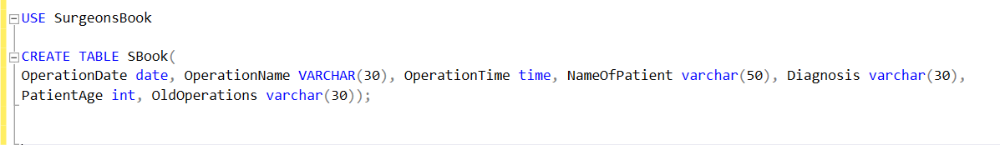 USE SurgeonsBook
CREATE TABLE SBook(
OperationDate date, OperationName VARCHAR(30), OperationTime time, NameOfPatient varchar(50), Diagnosis varchar(30),
PatientAge int, OldOperations varchar(30));